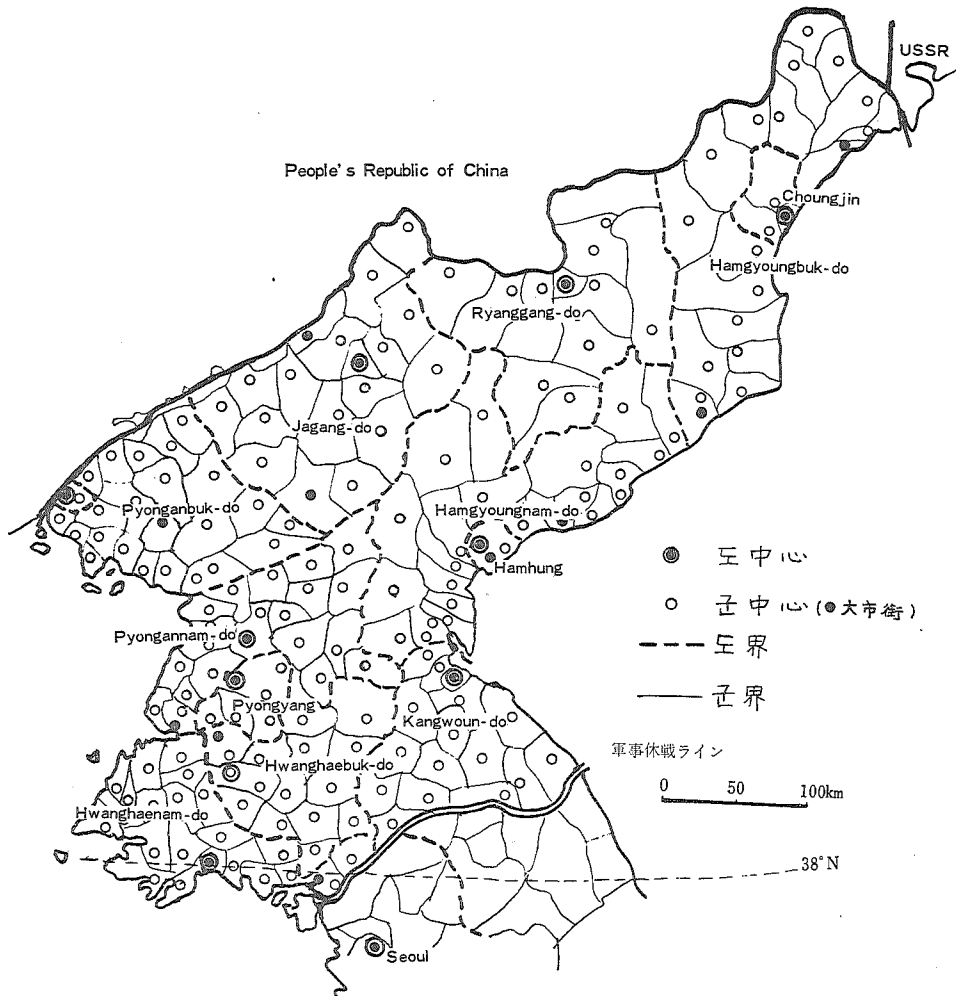 USSR
People's Republic of China
Choungjin
Hamgyoungbuk-do
Ryanggang-do
Jagang-do
Pyonganbuk-do
Hamgyoungnam-do
Hamhung
도中心
군中心 (●大市街)
도界
군界
Pyongannam-do
Pyongyang
Kangwoun-do
Hwanghaebuk-do
Hwanghaenam-do
軍事休戦ライン
0 50 100km
38°N
Seoul